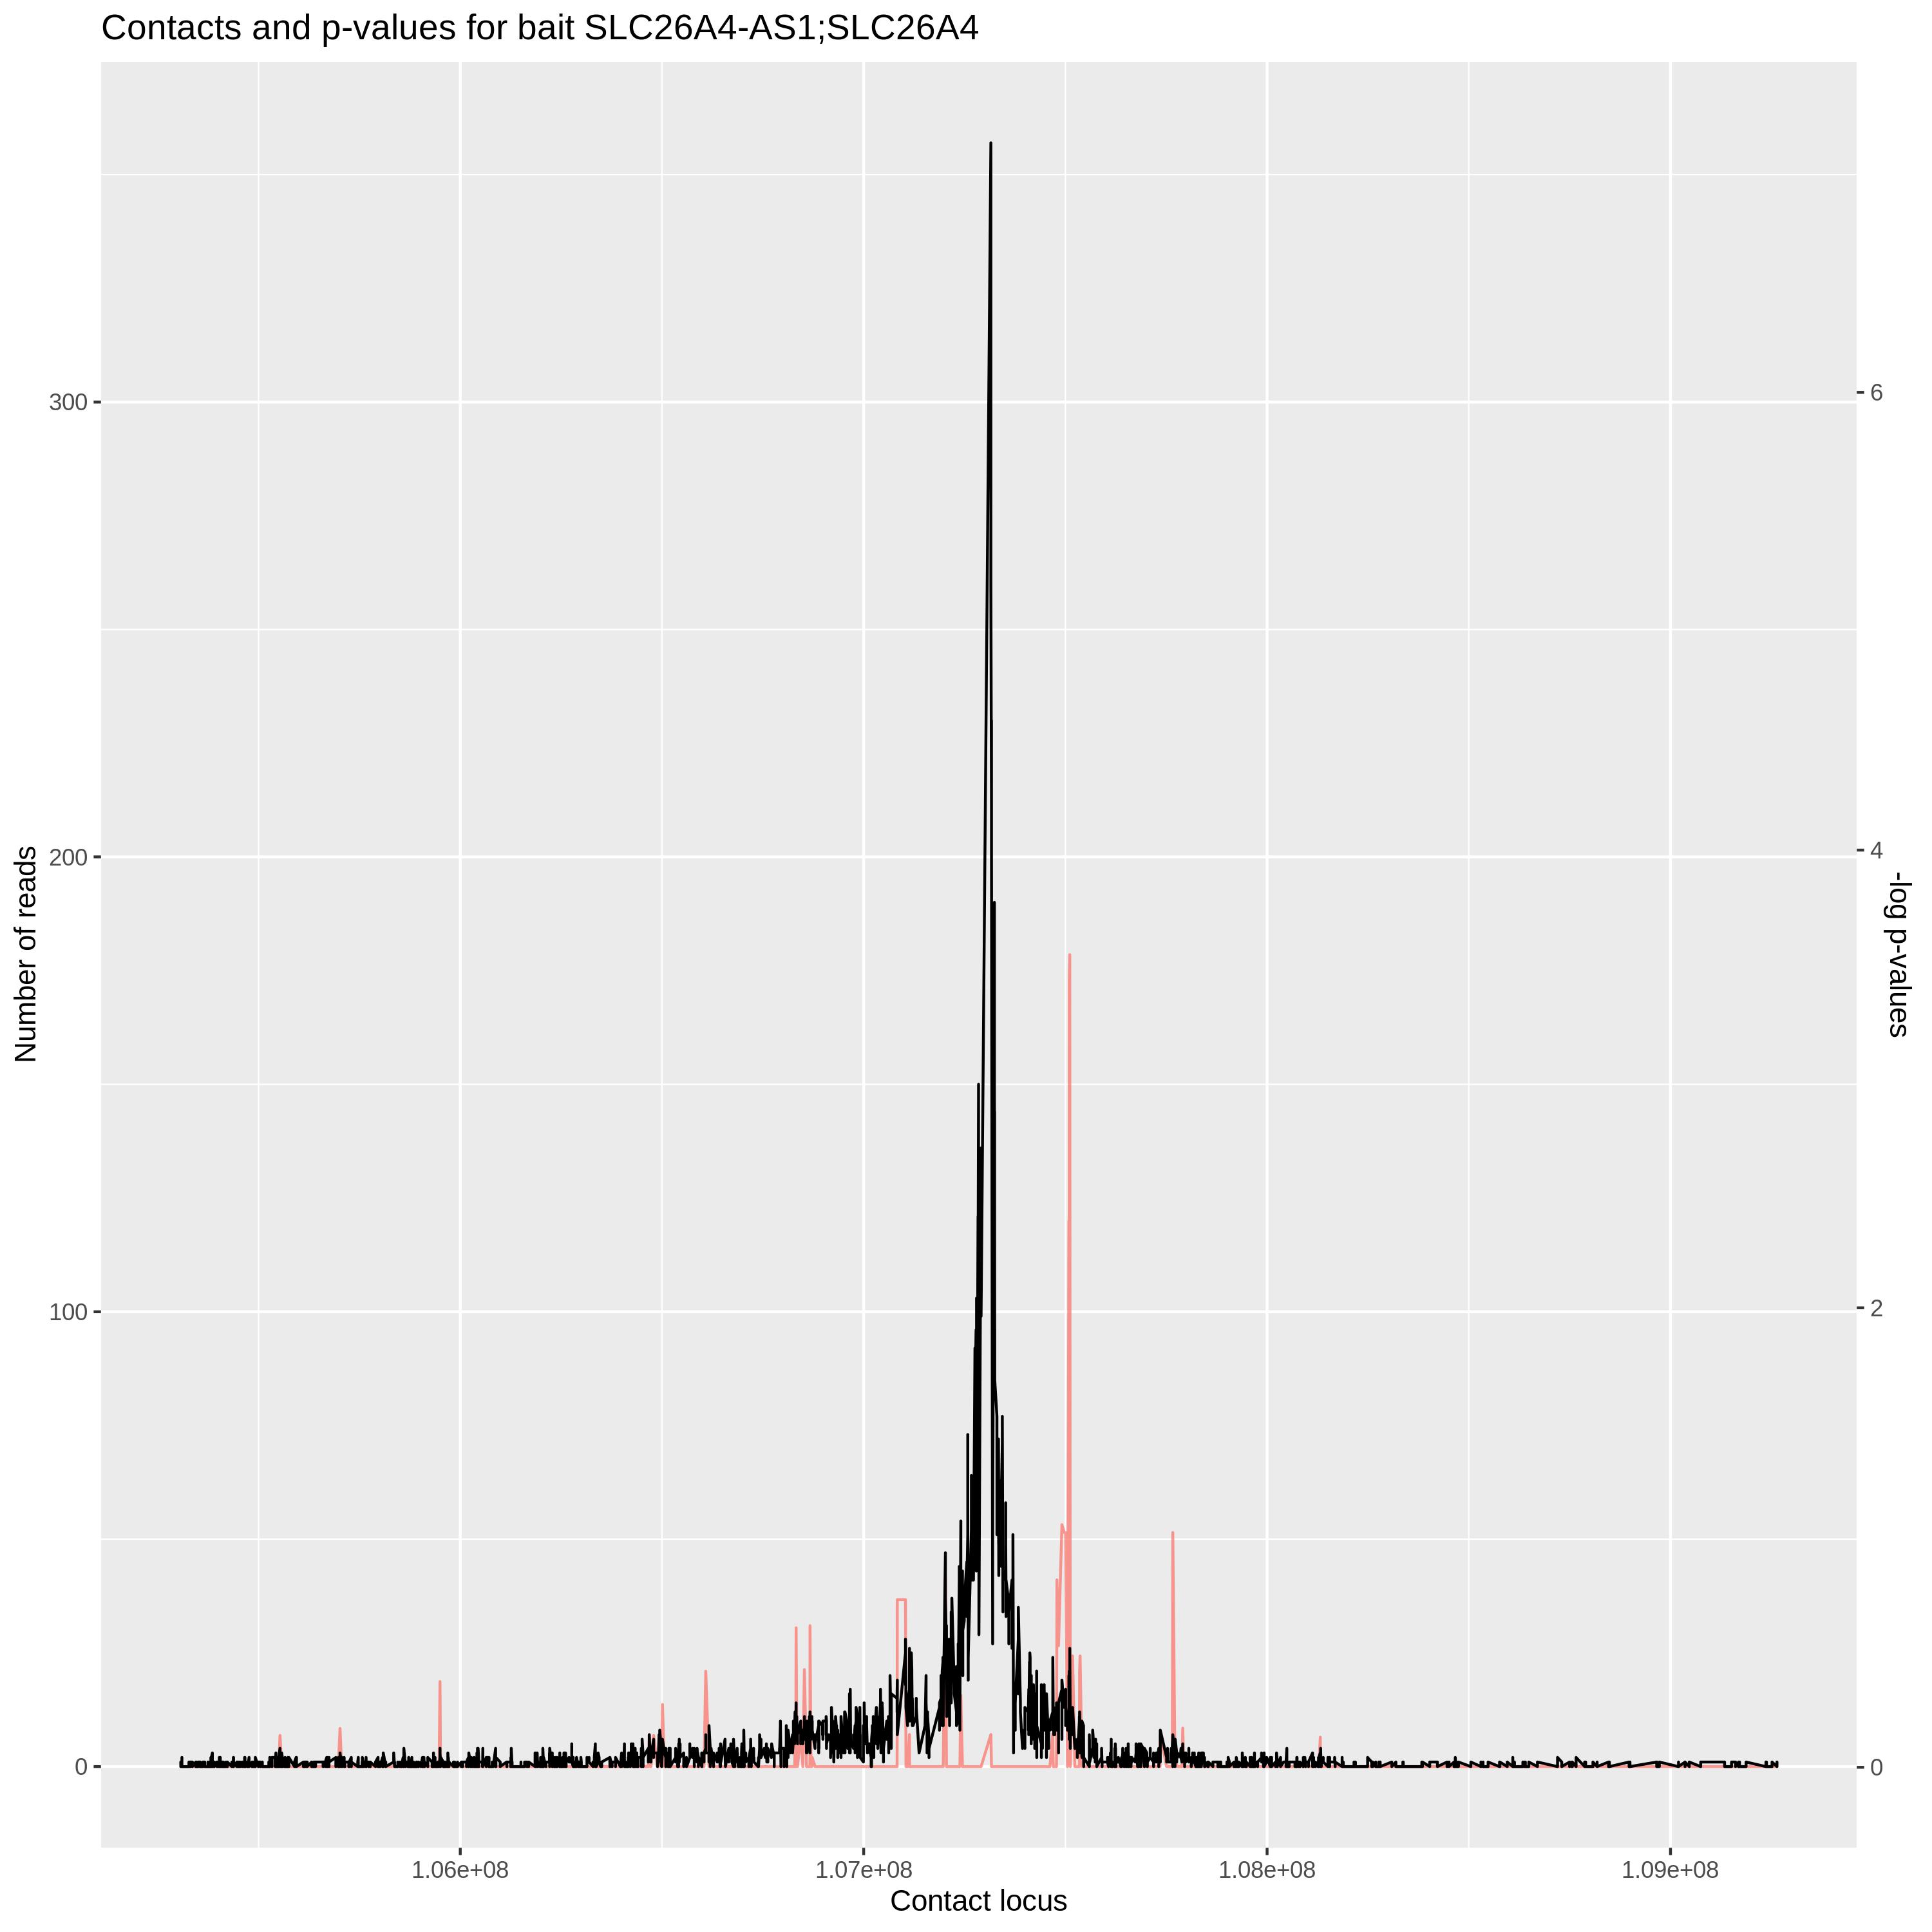 Contacts and p-values for bait SLC26A4-AS1;SLC26A4
Number of reads
300
200
100
0
6
4
2
0
-log p-values
1.06e+08
1.07e+08
1.08e+08
1.09e+08
Contact locus